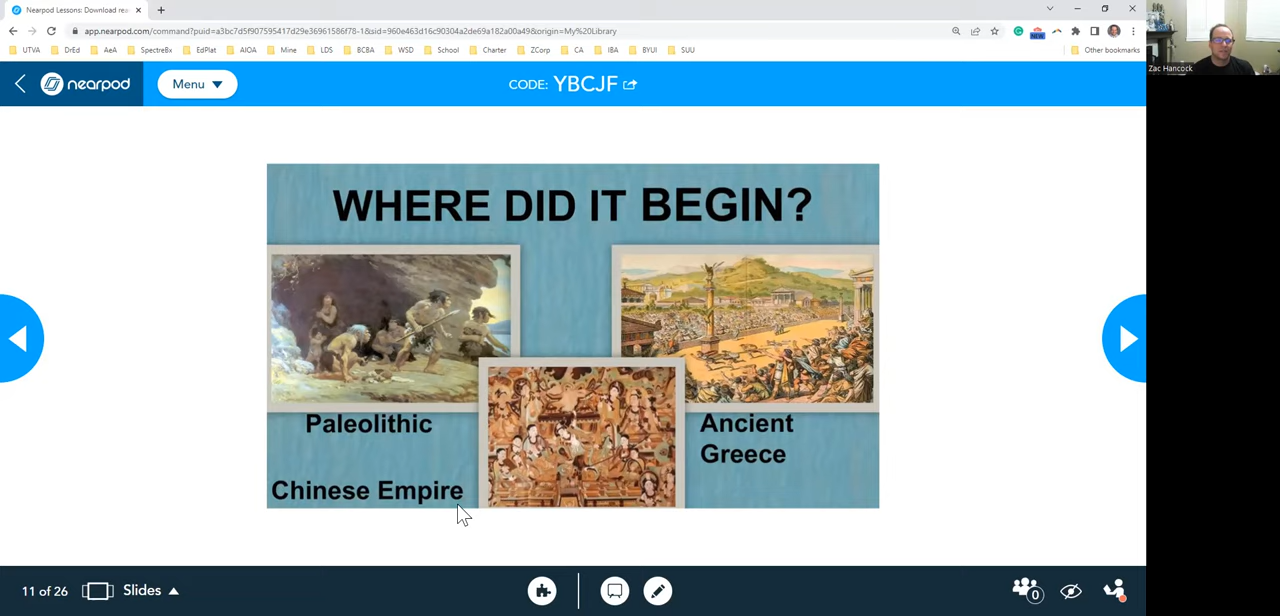 Nearpod Lessons: Download rea
app.nearpod.com/command?puid=a3bc7d5f907595417d29e36961586f78-1&sid=960e463d16c90304a2de69a182a00a49&origin=My%20Library
UTVA DrEd AeA SpectreBx EdPlat AIOA Mine LDS BCBA WSD School Charter ZCorp CA IBA BYUI SUU Other bookmarks
NEW
Zac Hancock
nearpod Menu CODE: YBCJF
WHERE DID IT BEGIN?
Paleolithic
Ancient
Greece
Chinese Empire
11 of 26 Slides 0